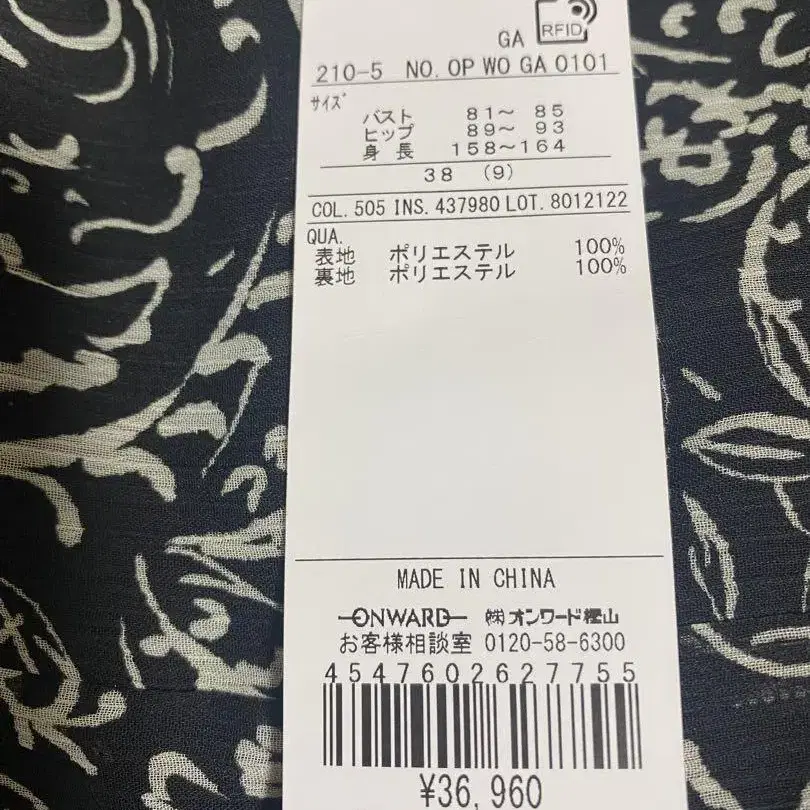 RFID
GA
210-5 NO. OP WO GA 0101
サイズ
バスト 81～ 85
ヒップ 89～ 93
身長 158～164
38 (9)
COL. 505 INS. 437980 LOT. 8012122
QUA.
表地 ポリエステル 100%
裏地 ポリエステル 100%
MADE IN CHINA
ONWARD ㈱オンワード樫山
お客様相談室 0120-58-6300
4547602627755
¥36,960